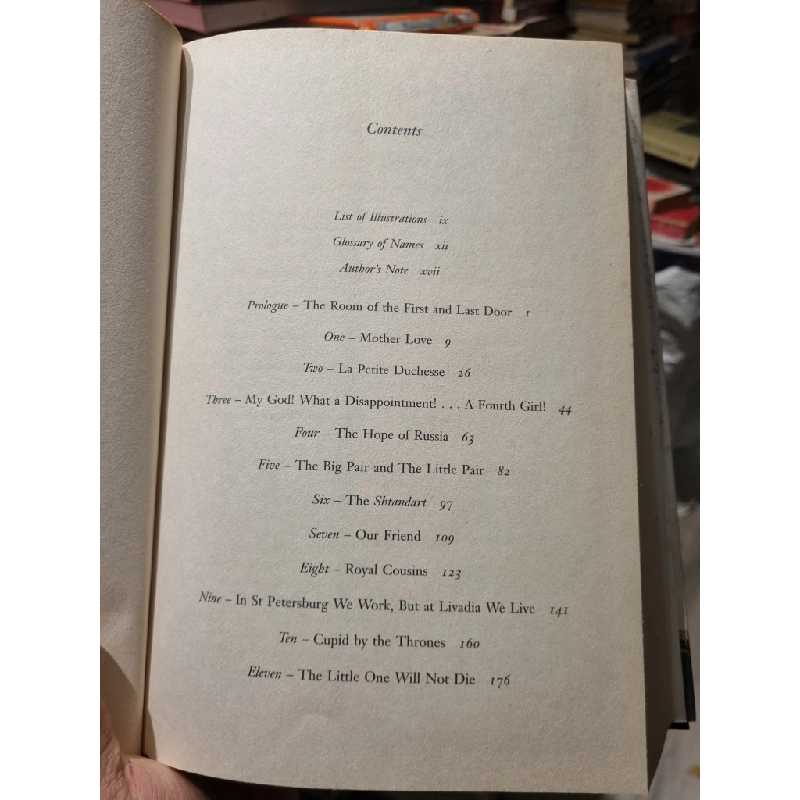 Contents
List of Illustrations ix
Glossary of Names xii
Author's Note xvii
Prologue – The Room of the First and Last Door 1
One – Mother Love 9
Two – La Petite Duchesse 26
Three – My God! What a Disappointment! . . . A Fourth Girl! 44
Four – The Hope of Russia 63
Five – The Big Pair and The Little Pair 82
Six – The Shtandart 97
Seven – Our Friend 109
Eight – Royal Cousins 123
Nine – In St Petersburg We Work, But at Livadia We Live 141
Ten – Cupid by the Thrones 160
Eleven – The Little One Will Not Die 176